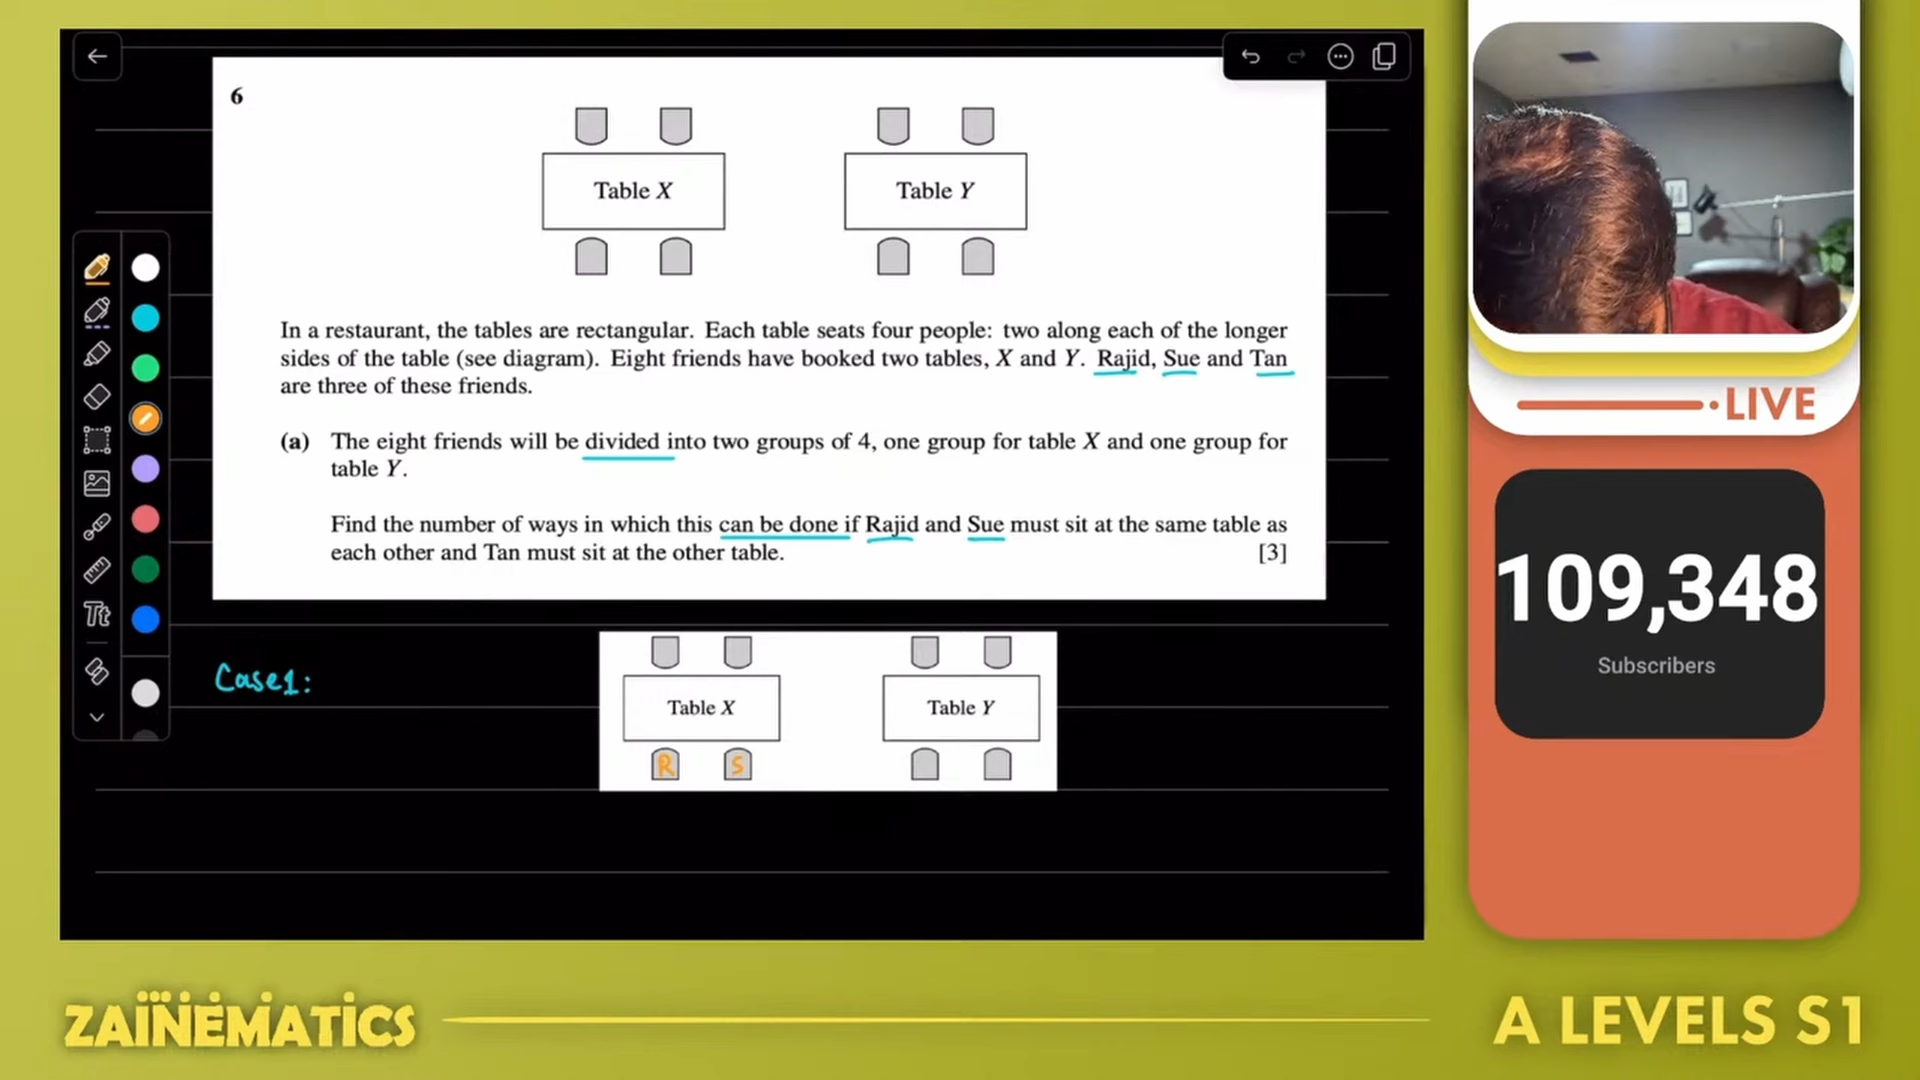 6
Table X
Table Y
In a restaurant, the tables are rectangular. Each table seats four people: two along each of the longer
sides of the table (see diagram). Eight friends have booked two tables, X and Y. Rajid, Sue and Tan
are three of these friends.
(a) The eight friends will be divided into two groups of 4, one group for table X and one group for
table Y.
Find the number of ways in which this can be done if Rajid and Sue must sit at the same table as
each other and Tan must sit at the other table. [3]
Case1:
Table X
Table Y
R S
Tt
LIVE
109,348
Subscribers
ZAINEMATICS
A LEVELS S1